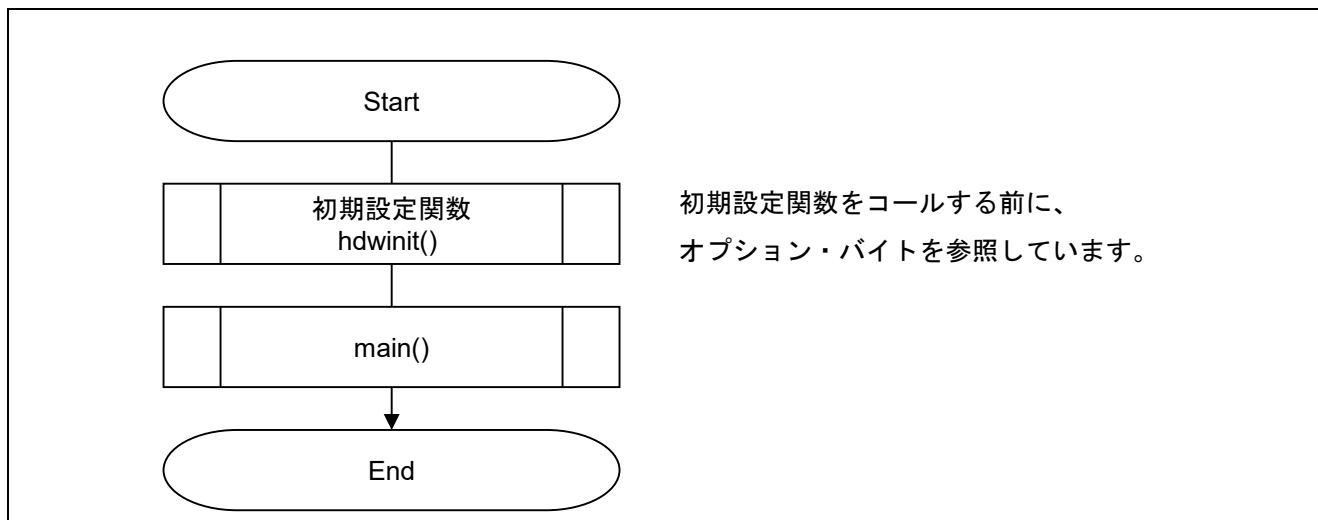 Start
初期設定関数
hdwinit()
初期設定関数をコールする前に、
オプション・バイトを参照しています。
main()
End